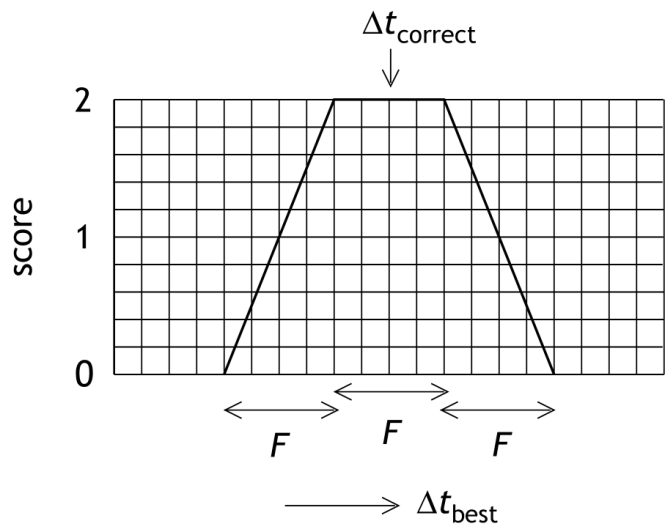 Δt_correct
2
1
0
score
F F F
Δt_best